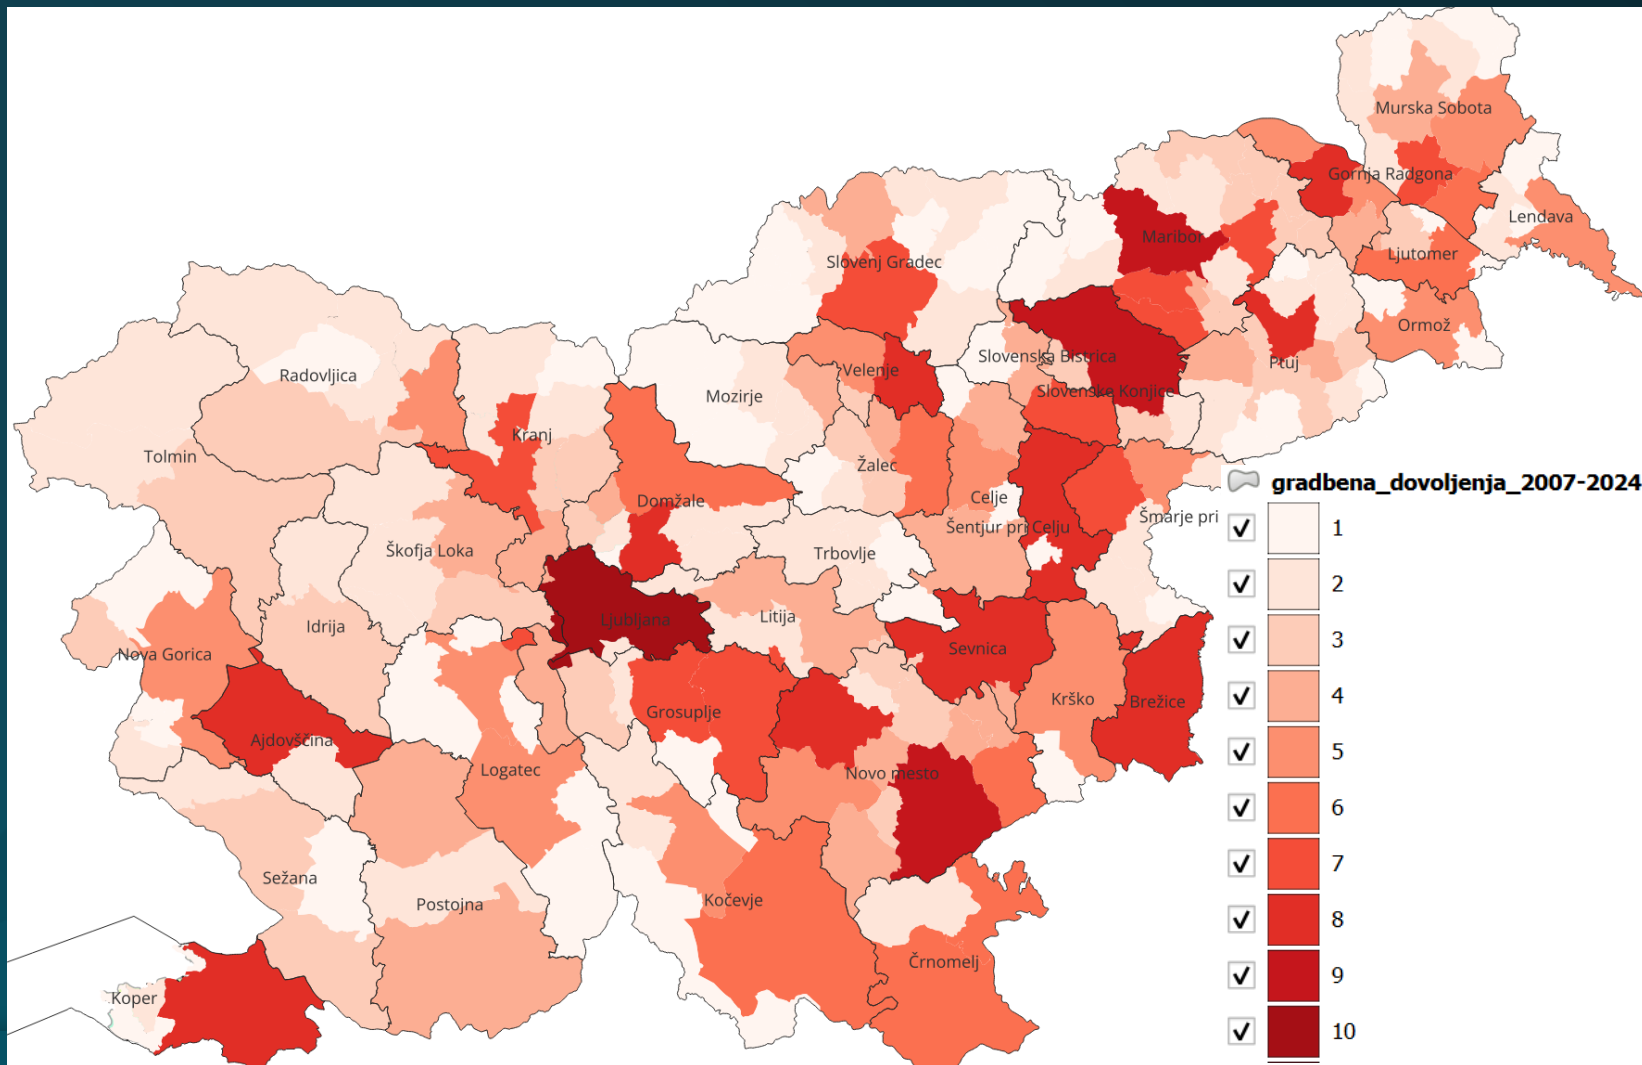 Murska Sobota
Gornja Radgona
Lendava
Maribor
Ljutomer
Slovenj Gradec
Ormož
Slovenska Bistrica
Ptuj
Radovljica
Velenje
Slovenske Konjice
Mozirje
Kranj
Tolmin
Žalec
Celje
Domžale
Šentjur pri Celju
Šmarje pri
Škofja Loka
Trbovlje
Ljubljana
Litija
Idrija
Nova Gorica
Sevnica
Krško
Brežice
Grosuplje
Ajdovščina
Logatec
Novo mesto
Sežana
Postojna
Kočevje
Črnomelj
Koper
gradbena_dovoljenja_2007-2024
1
2
3
4
5
6
7
8
9
10